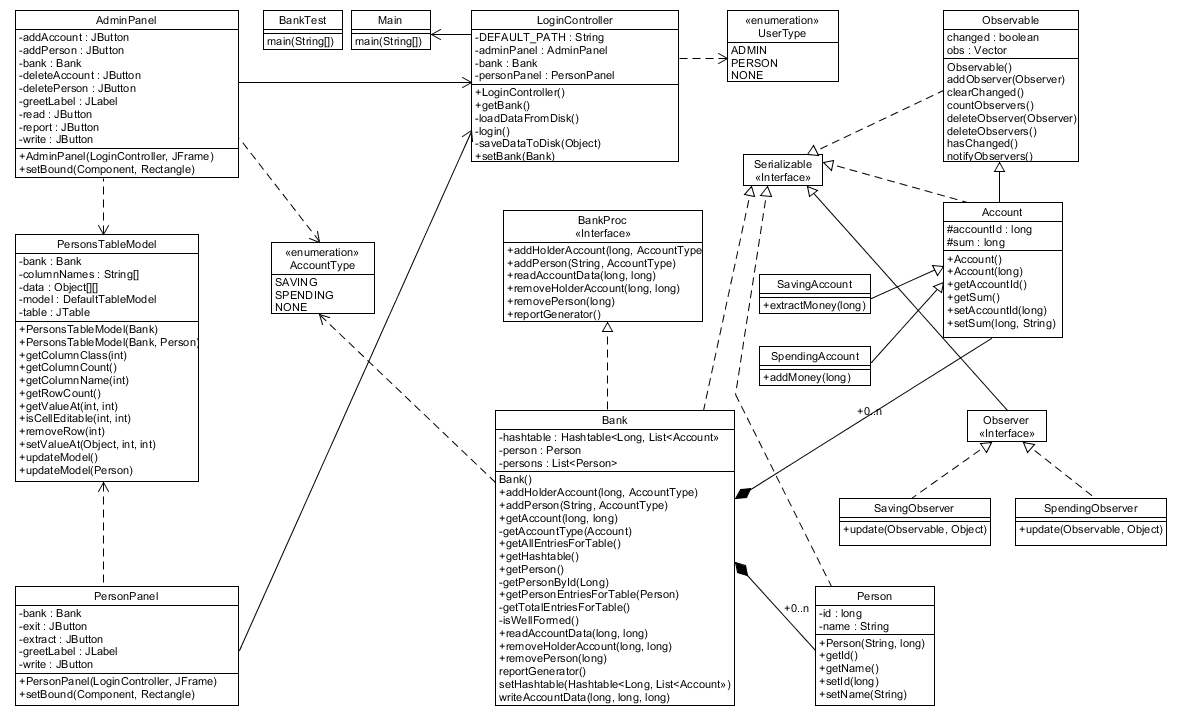 AdminPanel
-addAccount : JButton
-addPerson : JButton
-bank : Bank
-deleteAccount : JButton
-deletePerson : JButton
-greetLabel : JLabel
-read : JButton
-report : JButton
-write : JButton
+AdminPanel(LoginController, JFrame)
+setBound(Component, Rectangle)
BankTest
main(String[])
Main
main(String[])
LoginController
-DEFAULT_PATH : String
-adminPanel : AdminPanel
-bank : Bank
-personPanel : PersonPanel
+LoginController()
+getBank()
-loadDataFromDisk()
-login()
-saveDataToDisk(Object)
+setBank(Bank)
«enumeration»
UserType
ADMIN
PERSON
NONE
Observable
changed : boolean
obs : Vector
Observable()
addObserver(Observer)
clearChanged()
countObservers()
deleteObserver(Observer)
deleteObservers()
hasChanged()
notifyObservers()
Serializable
«Interface»
PersonsTableModel
-bank : Bank
-columnNames : String[]
-data : Object[][]
-model : DefaultTableModel
-table : JTable
+PersonsTableModel(Bank)
+PersonsTableModel(Bank, Person)
+getColumnClass(int)
+getColumnCount()
+getColumnName(int)
+getRowCount()
+getValueAt(int, int)
+isCellEditable(int, int)
+removeRow(int)
+setValueAt(Object, int, int)
+updateModel()
+updateModel(Person)
«enumeration»
AccountType
SAVING
SPENDING
NONE
BankProc
«Interface»
+addHolderAccount(long, AccountType
+addPerson(String, AccountType)
+readAccountData(long, long)
+removeHolderAccount(long, long)
+removePerson(long)
+reportGenerator()
Account
#accountId : long
#sum : long
+Account()
+Account(long)
+getAccountId()
+getSum()
+setAccountId(long)
+setSum(long, String)
SavingAccount
+extractMoney(long)
SpendingAccount
+addMoney(long)
+0..n
Bank
-hashtable : Hashtable<Long, List<Account»
-person : Person
-persons : List<Person>
Bank()
+addHolderAccount(long, AccountType)
+addPerson(String, AccountType)
+getAccount(long, long)
-getAccountType(Account)
+getAllEntriesForTable()
+getHashtable()
+getPerson()
-getPersonById(Long)
+getPersonEntriesForTable(Person)
-getTotalEntriesForTable()
-isWellFormed()
+readAccountData(long, long)
+removeHolderAccount(long, long)
+removePerson(long)
reportGenerator()
setHashtable(Hashtable<Long, List<Account»)
writeAccountData(long, long, long)
Observer
«Interface»
SavingObserver
+update(Observable, Object)
SpendingObserver
+update(Observable, Object)
PersonPanel
-bank : Bank
-exit : JButton
-extract : JButton
-greetLabel : JLabel
-write : JButton
+PersonPanel(LoginController, JFrame)
+setBound(Component, Rectangle)
+0..n
Person
-id : long
-name : String
+Person(String, long)
+getId()
+getName()
+setId(long)
+setName(String)